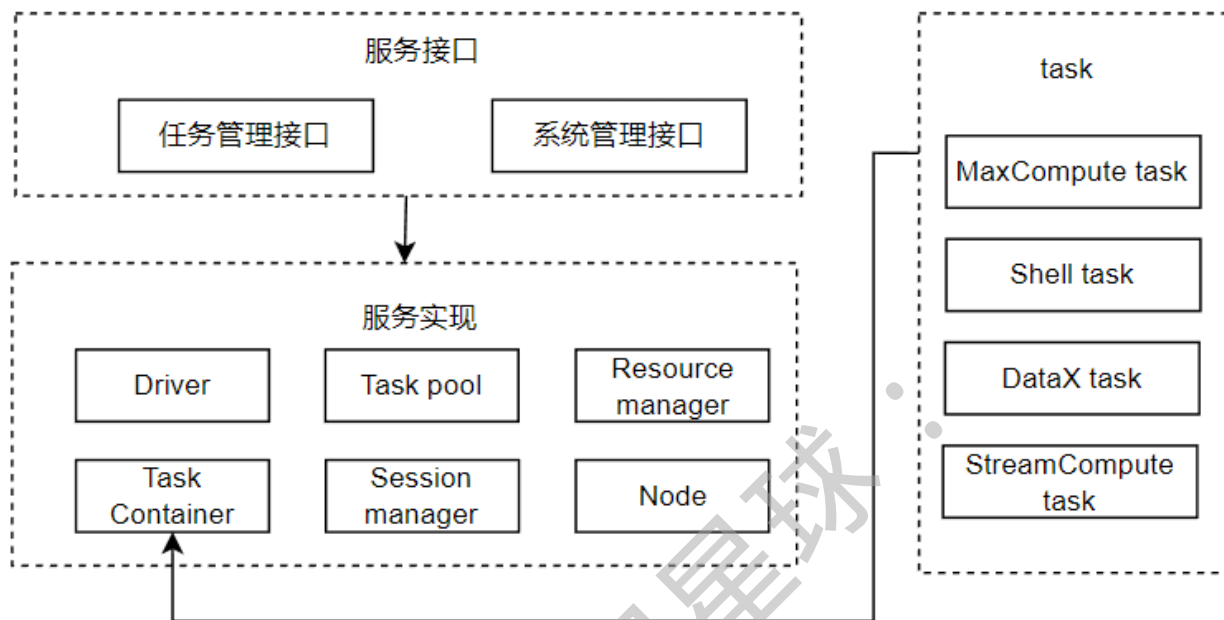 服务接口
任务管理接口
系统管理接口
服务实现
Driver
Task pool
Resource
manager
Task
Container
Session
manager
Node
task
MaxCompute task
Shell task
DataX task
StreamCompute
task
星球：